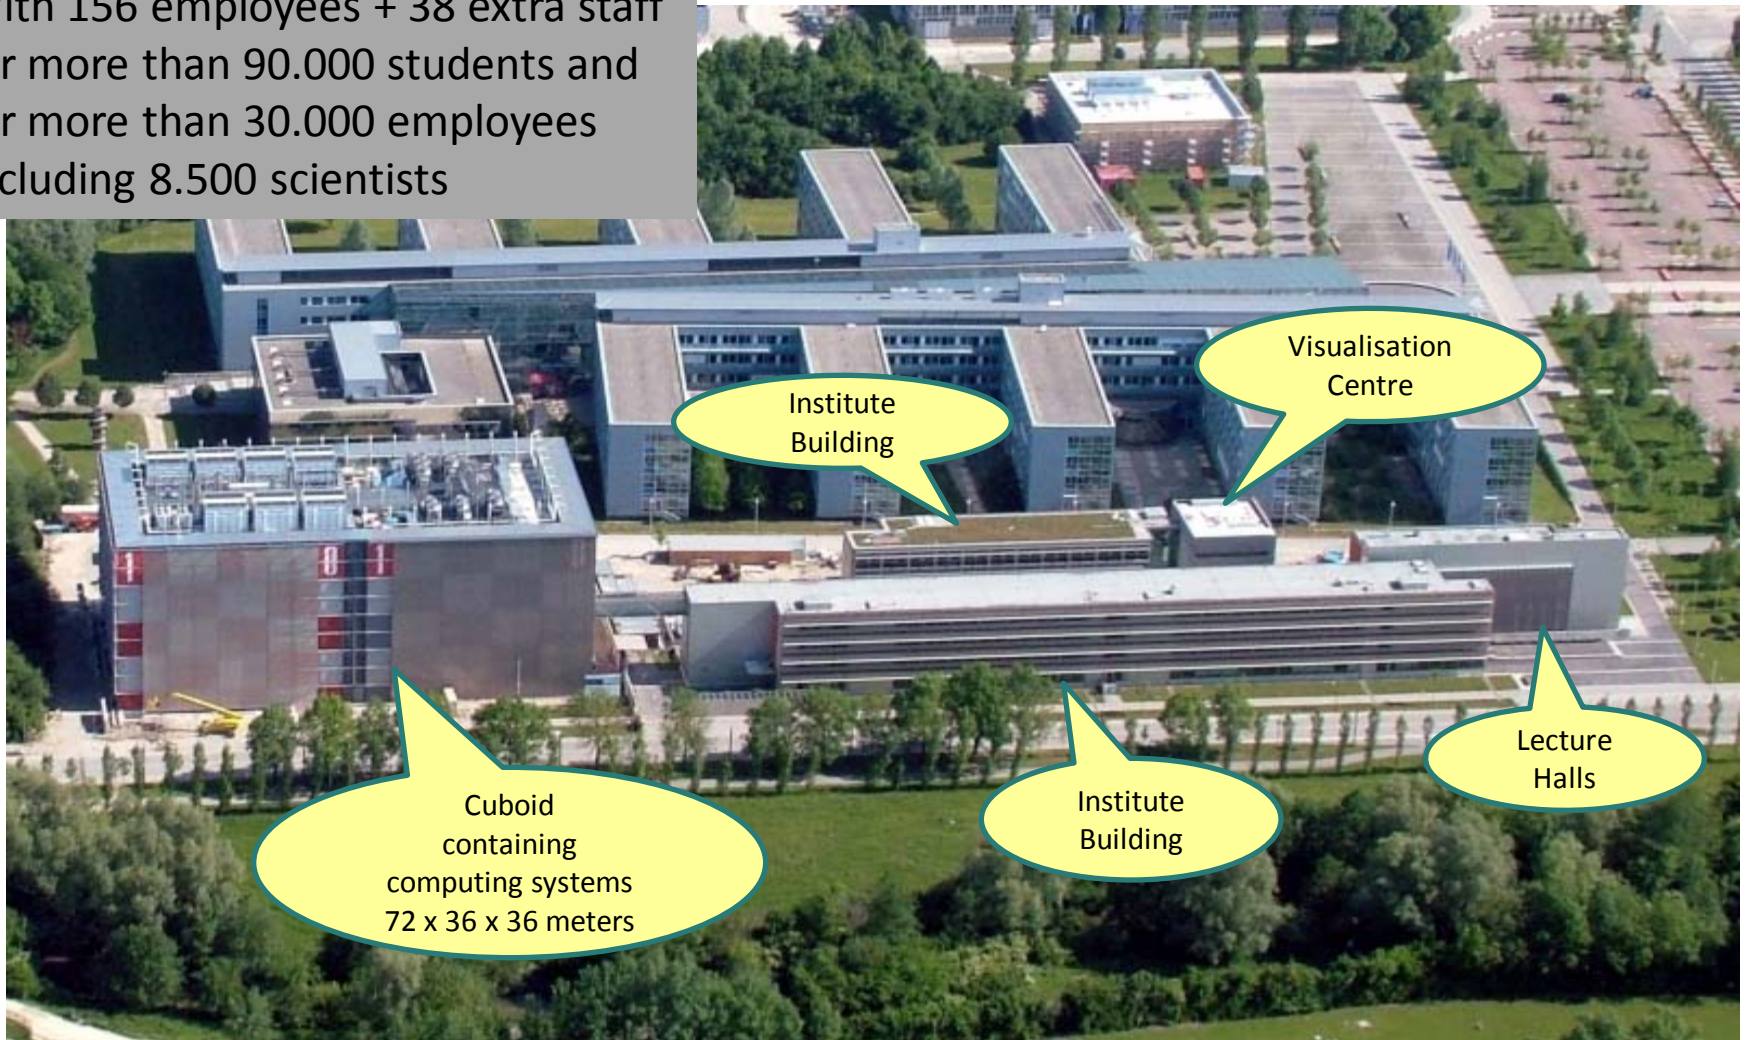 ith 156 employees + 38 extra staff
r more than 90.000 students and
r more than 30.000 employees
cluding 8.500 scientists
Visualisation
Centre
Institute
Building
Cuboid
containing
computing systems
72 x 36 x 36 meters
Institute
Building
Lecture
Halls